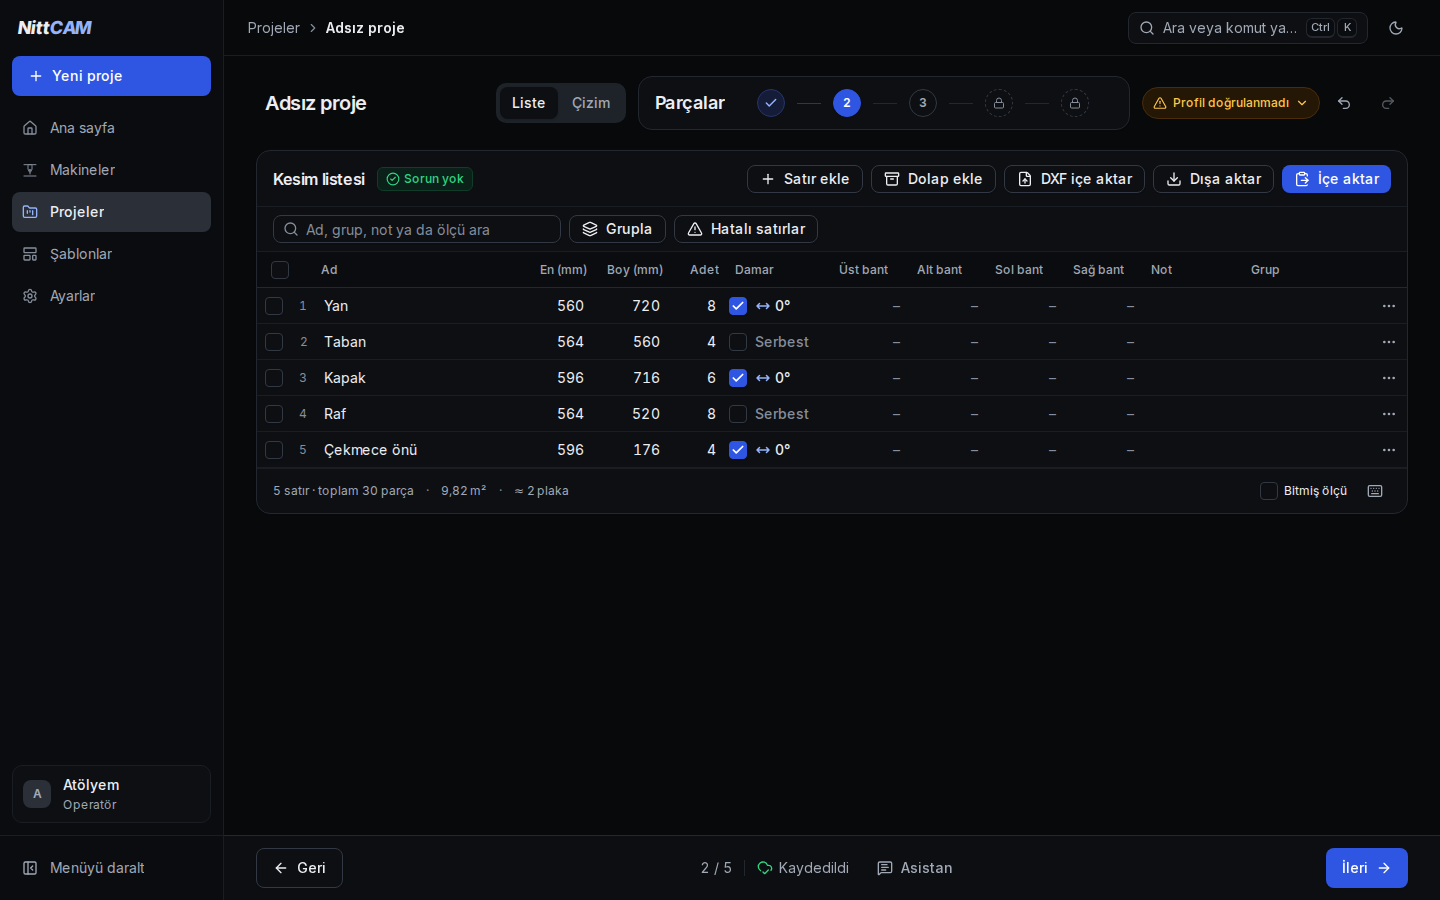 NittCAM
Projeler > Adsız proje
Ara veya komut ya... Ctrl K
Yeni proje
Ana sayfa
Makineler
Projeler
Şablonlar
Ayarlar
Adsız proje
Liste Çizim
Parçalar 2 3
Profil doğrulanmadı
Kesim listesi Sorun yok
Satır ekle Dolap ekle DXF içe aktar Dışa aktar İçe aktar
Ad, grup, not ya da ölçü ara Grupla Hatalı satırlar
Ad En (mm) Boy (mm) Adet Damar Üst bant Alt bant Sol bant Sağ bant Not Grup
1 Yan 560 720 8 ↔ 0° – – – – ...
2 Taban 564 560 4 Serbest – – – – ...
3 Kapak 596 716 6 ↔ 0° – – – – ...
4 Raf 564 520 8 Serbest – – – – ...
5 Çekmece önü 596 176 4 ↔ 0° – – – – ...
5 satır · toplam 30 parça · 9,82 m² · ≈ 2 plaka Bitmiş ölçü
A Atölyem
Operatör
Menüyü daralt
Geri 2 / 5 Kaydedildi Asistan İleri